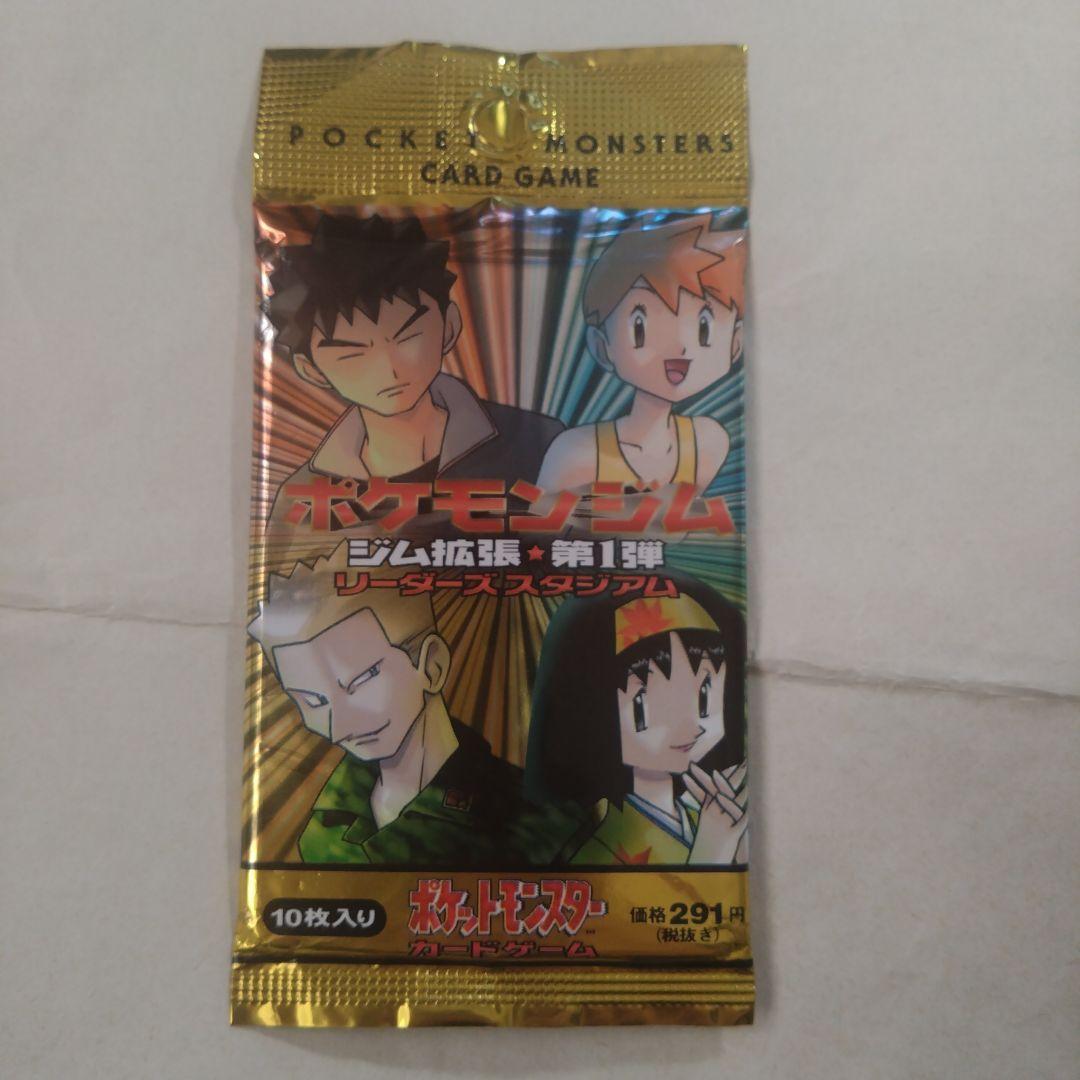 POCKET MONSTERS
CARD GAME
ポケモンジム
ジム拡張★第1弾
リーダーズスタジアム
10枚入り
ポケットモンスター
カードゲーム
価格291円
(税抜き)